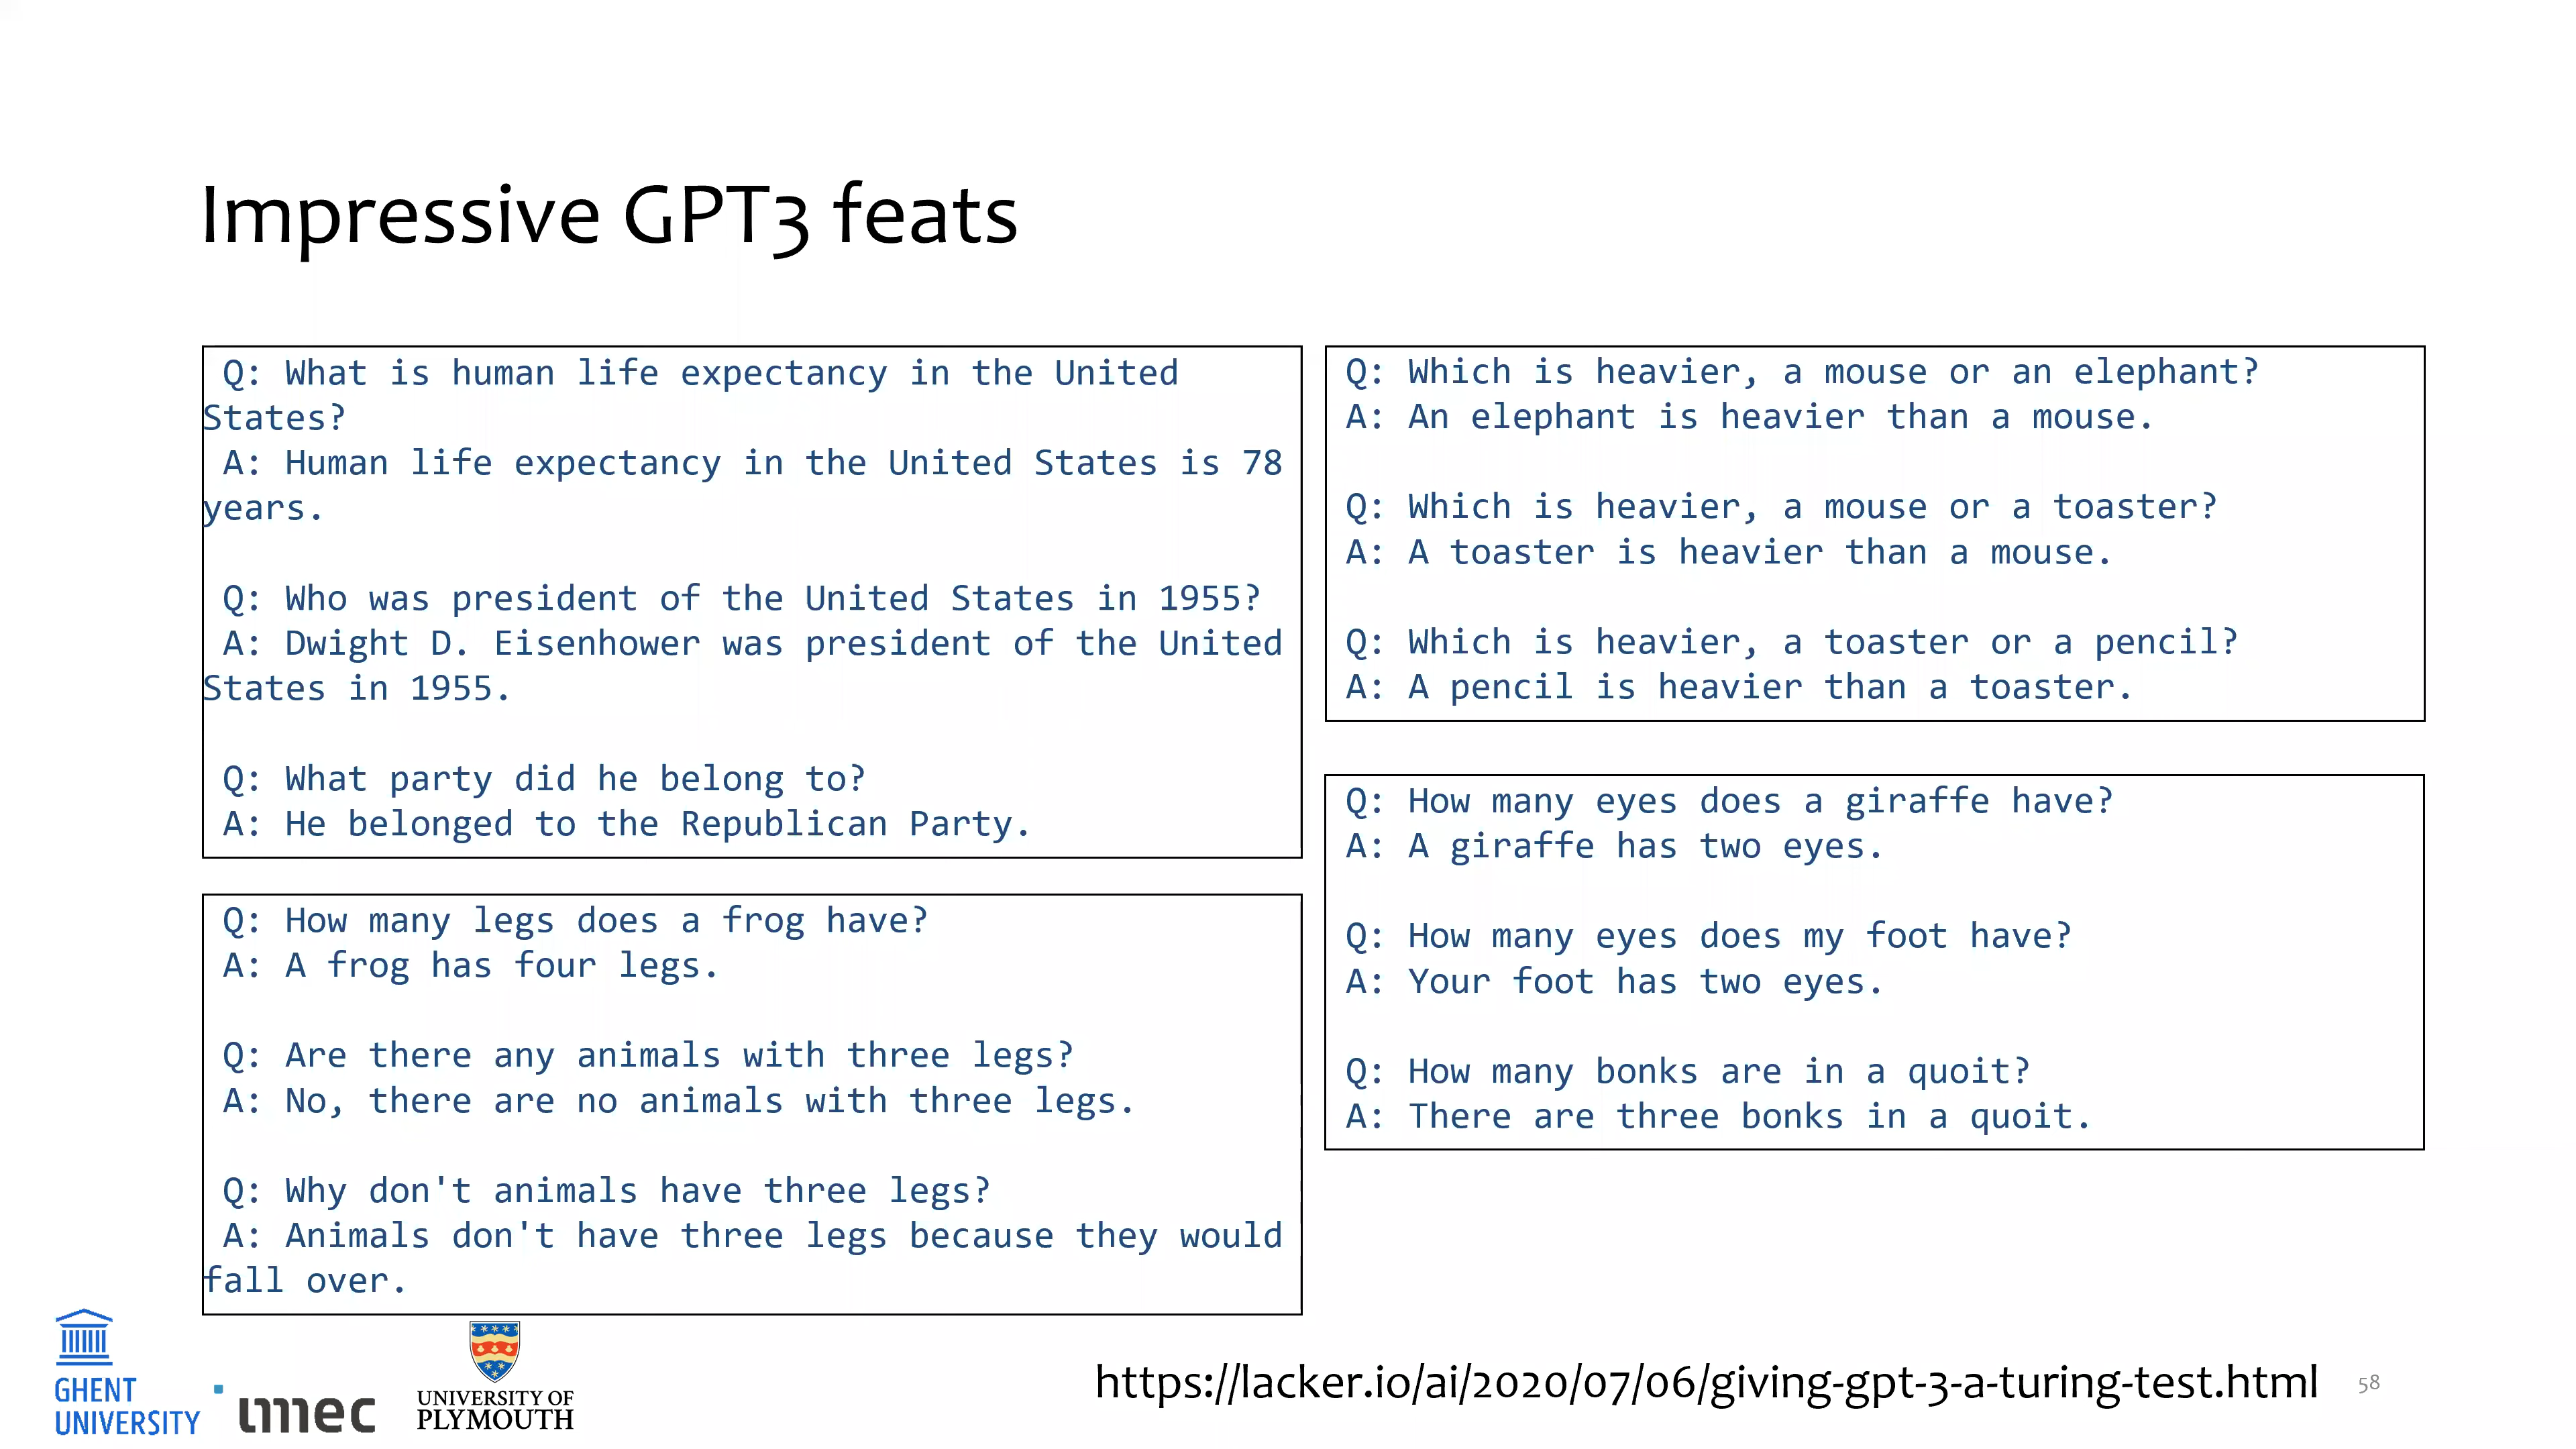 Impressive GPT3 feats
Q: What is human life expectancy in the United
States?
A: Human life expectancy in the United States is 78
years.
Q: Who was president of the United States in 1955?
A: Dwight D. Eisenhower was president of the United
States in 1955.
Q: What party did he belong to?
A: He belonged to the Republican Party.
Q: How many legs does a frog have?
A: A frog has four legs.
Q: Are there any animals with three legs?
A: No, there are no animals with three legs.
Q: Why don't animals have three legs?
A: Animals don't have three legs because they would
fall over.
Q: Which is heavier, a mouse or an elephant?
A: An elephant is heavier than a mouse.
Q: Which is heavier, a mouse or a toaster?
A: A toaster is heavier than a mouse.
Q: Which is heavier, a toaster or a pencil?
A: A pencil is heavier than a toaster.
Q: How many eyes does a giraffe have?
A: A giraffe has two eyes.
Q: How many eyes does my foot have?
A: Your foot has two eyes.
Q: How many bonks are in a quoit?
A: There are three bonks in a quoit.
GHENT
UNIVERSITY
imec
UNIVERSITY OF
PLYMOUTH
https://lacker.io/ai/2020/07/06/giving-gpt-3-a-turing-test.html
58